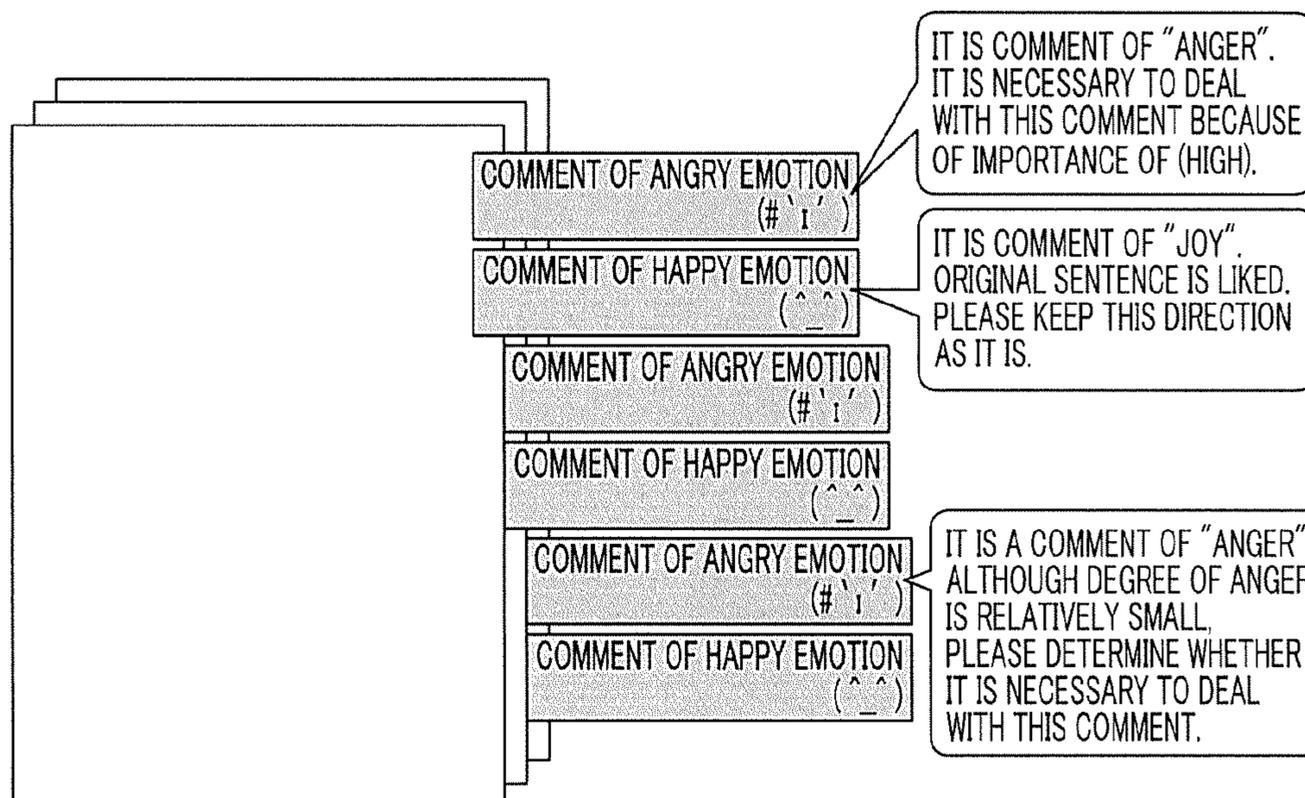 COMMENT OF ANGRY EMOTION
(# `ı´ )
IT IS COMMENT OF "ANGER".
IT IS NECESSARY TO DEAL
WITH THIS COMMENT BECAUSE
OF IMPORTANCE OF (HIGH).
COMMENT OF HAPPY EMOTION
(^_^)
IT IS COMMENT OF "JOY".
ORIGINAL SENTENCE IS LIKED.
PLEASE KEEP THIS DIRECTION
AS IT IS.
COMMENT OF ANGRY EMOTION
(# `ı´ )
COMMENT OF HAPPY EMOTION
(^_^)
COMMENT OF ANGRY EMOTION
(# `ı´ )
IT IS A COMMENT OF "ANGER"
ALTHOUGH DEGREE OF ANGER
IS RELATIVELY SMALL,
PLEASE DETERMINE WHETHER
IT IS NECESSARY TO DEAL
WITH THIS COMMENT.
COMMENT OF HAPPY EMOTION
(^_^)